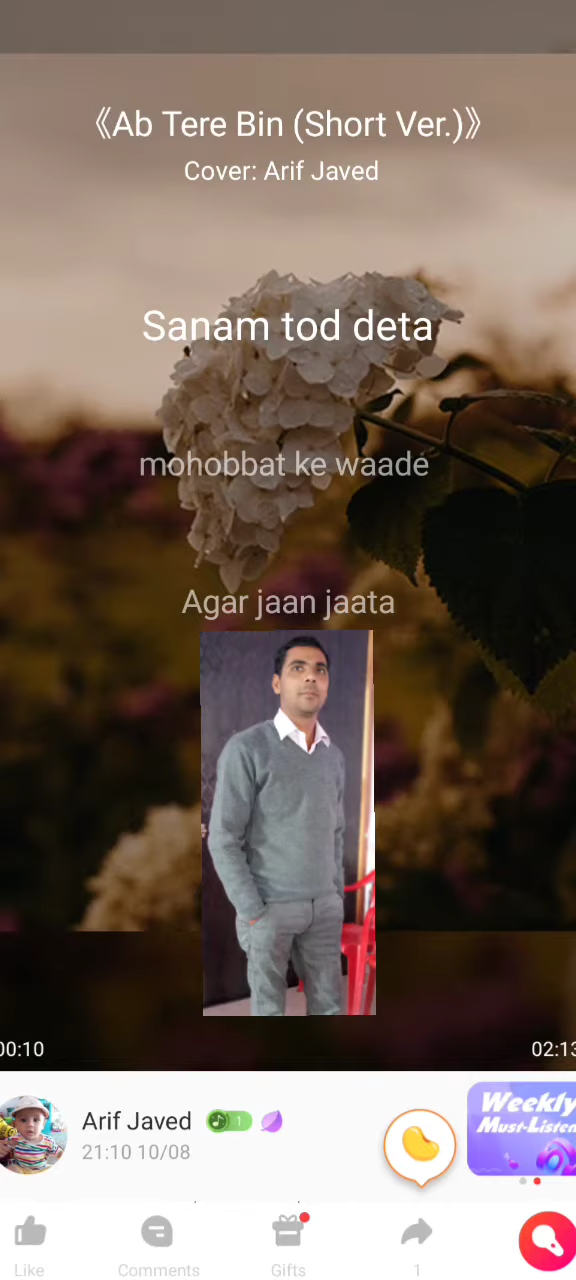 《Ab Tere Bin (Short Ver.)》
Cover: Arif Javed
Sanam tod deta
mohobbat ke waade
Agar jaan jaata
00:10
02:13
Arif Javed
1
21:10 10/08
Weekly
Must-Listen
Like
Comments
Gifts
1